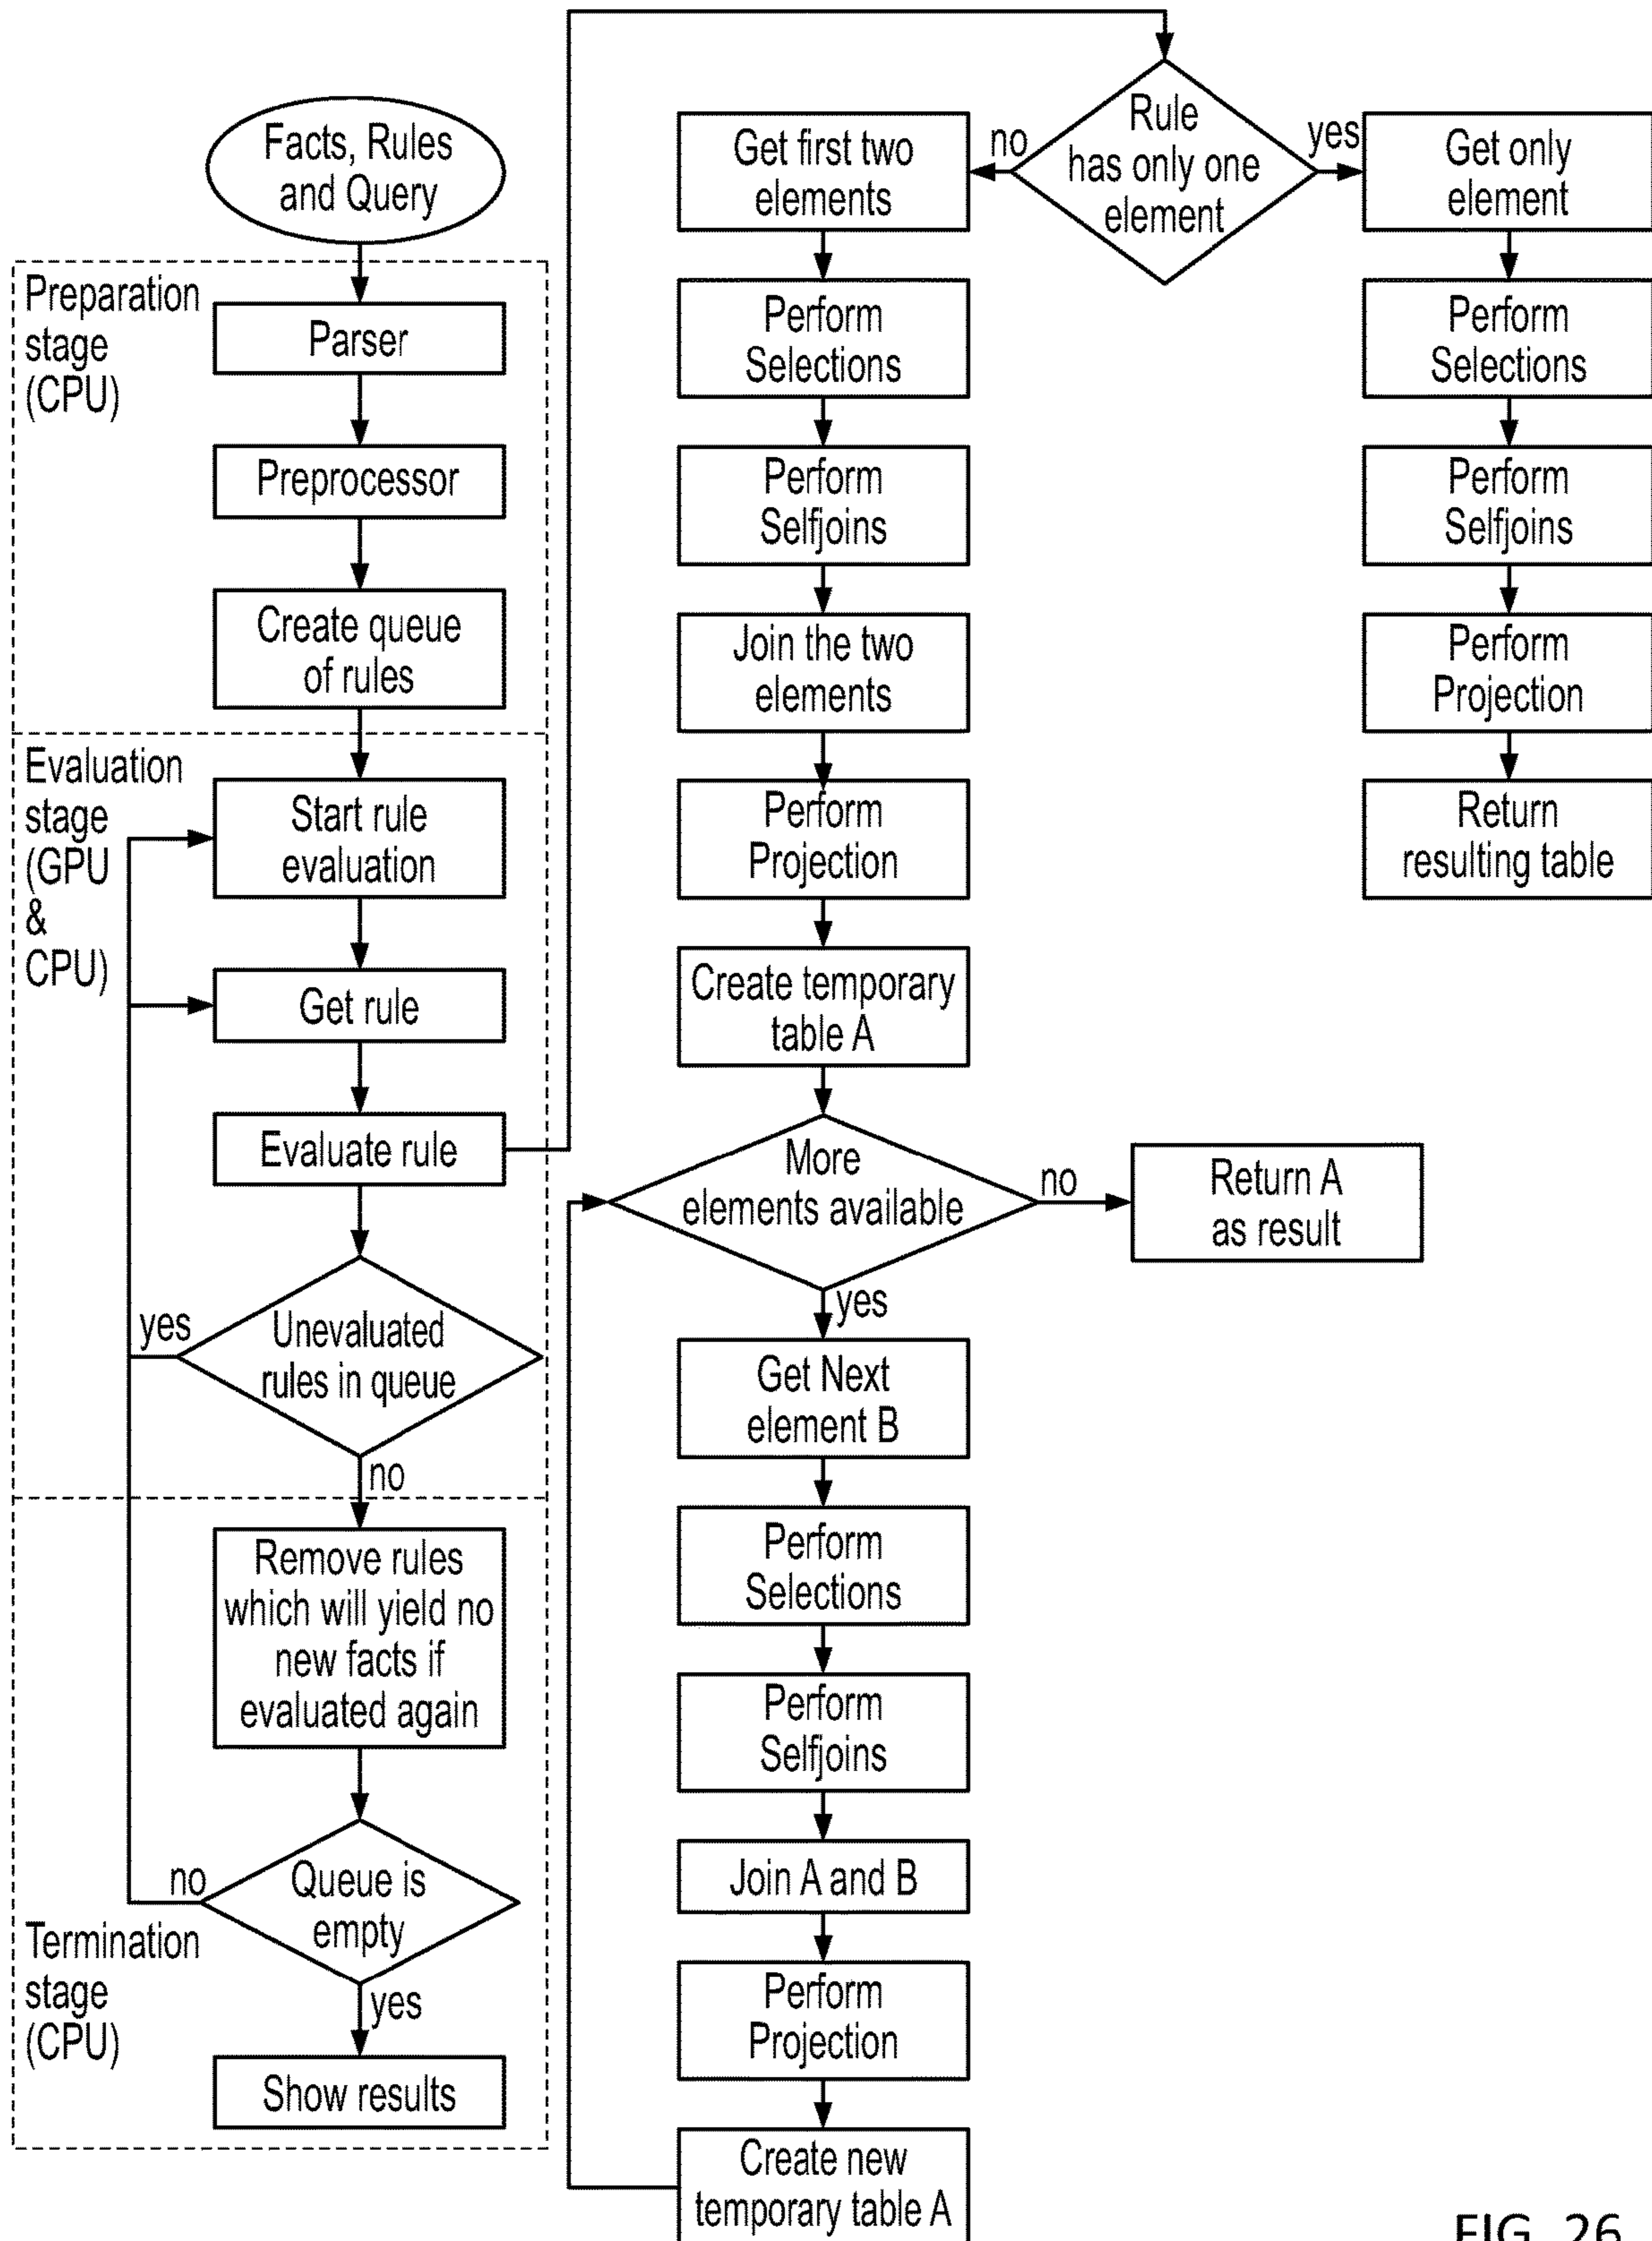 Facts, Rules
and Query
Preparation
stage
(CPU)
Parser
Preprocessor
Create queue
of rules
Evaluation
stage
(GPU
&
CPU)
Start rule
evaluation
Get rule
Evaluate rule
Unevaluated
rules in queue
yes
no
Remove rules
which will yield no
new facts if
evaluated again
Queue is
empty
no
yes
Termination
stage
(CPU)
Show results
Rule
has only one
element
no
yes
Get first two
elements
Perform
Selections
Perform
Selfjoins
Join the two
elements
Perform
Projection
Create temporary
table A
More
elements available
no
Return A
as result
yes
Get Next
element B
Perform
Selections
Perform
Selfjoins
Join A and B
Perform
Projection
Create new
temporary table A
Get only
element
Perform
Selections
Perform
Selfjoins
Perform
Projection
Return
resulting table
FIG. 26